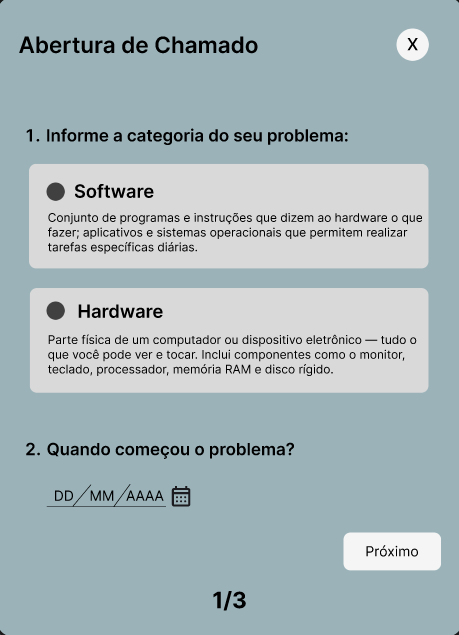 Abertura de Chamado
X
1. Informe a categoria do seu problema:
Software
Conjunto de programas e instruções que dizem ao hardware o que
fazer; aplicativos e sistemas operacionais que permitem realizar
tarefas específicas diárias.
Hardware
Parte física de um computador ou dispositivo eletrônico — tudo o
que você pode ver e tocar. Inclui componentes como o monitor,
teclado, processador, memória RAM e disco rígido.
2. Quando começou o problema?
DD/MM/AAAA
Próximo
1/3